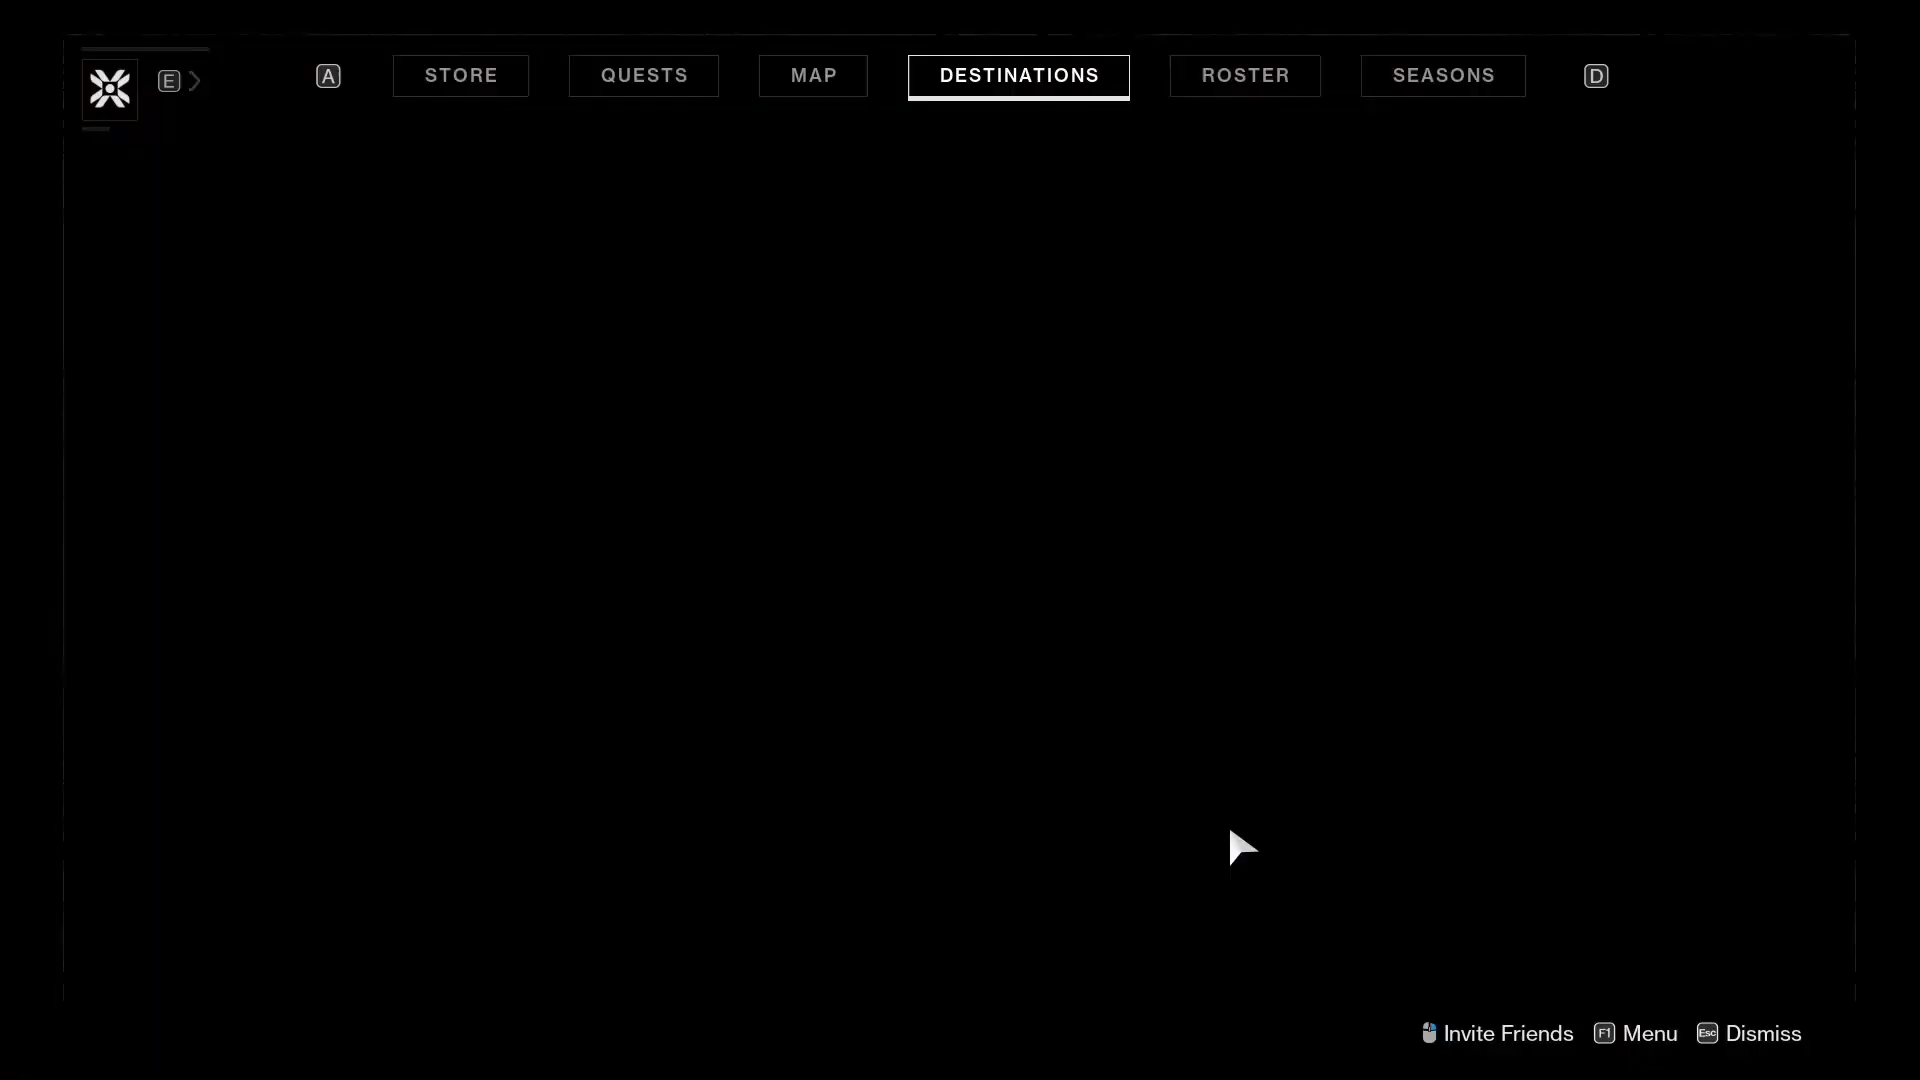 E
A
STORE
QUESTS
MAP
DESTINATIONS
ROSTER
SEASONS
D
Invite Friends
F1 Menu
Esc Dismiss